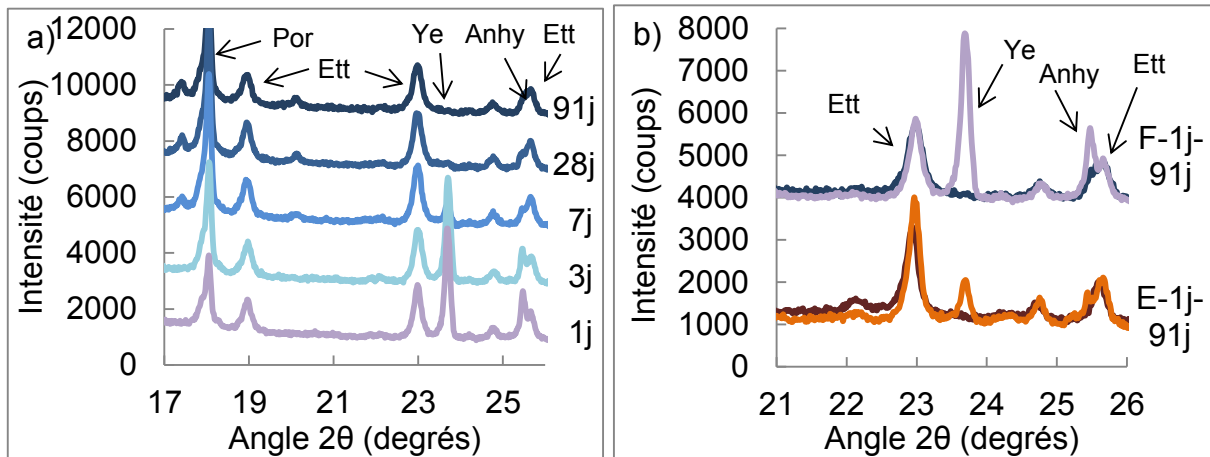 a)
Intensité (coups)
12000
10000
8000
6000
4000
2000
0
Por
Ett
Ye
Anhy
Ett
91j
28j
7j
3j
1j
17 19 21 23 25
Angle 2θ (degrés)
b)
Intensité (coups)
8000
7000
6000
5000
4000
3000
2000
1000
0
Ett
Ye
Anhy
Ett
F-1j-
91j
E-1j-
91j
21 22 23 24 25 26
Angle 2θ (degrés)